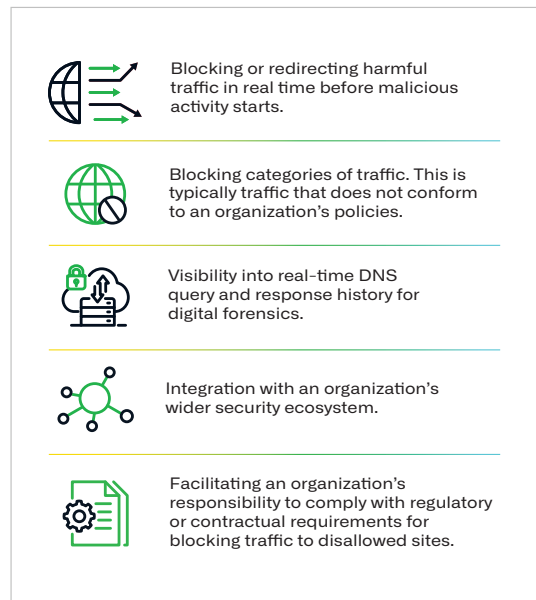 Blocking or redirecting harmful
traffic in real time before malicious
activity starts.
Blocking categories of traffic. This is
typically traffic that does not conform
to an organization's policies.
Visibility into real-time DNS
query and response history for
digital forensics.
Integration with an organization's
wider security ecosystem.
Facilitating an organization's
responsibility to comply with regulatory
or contractual requirements for
blocking traffic to disallowed sites.